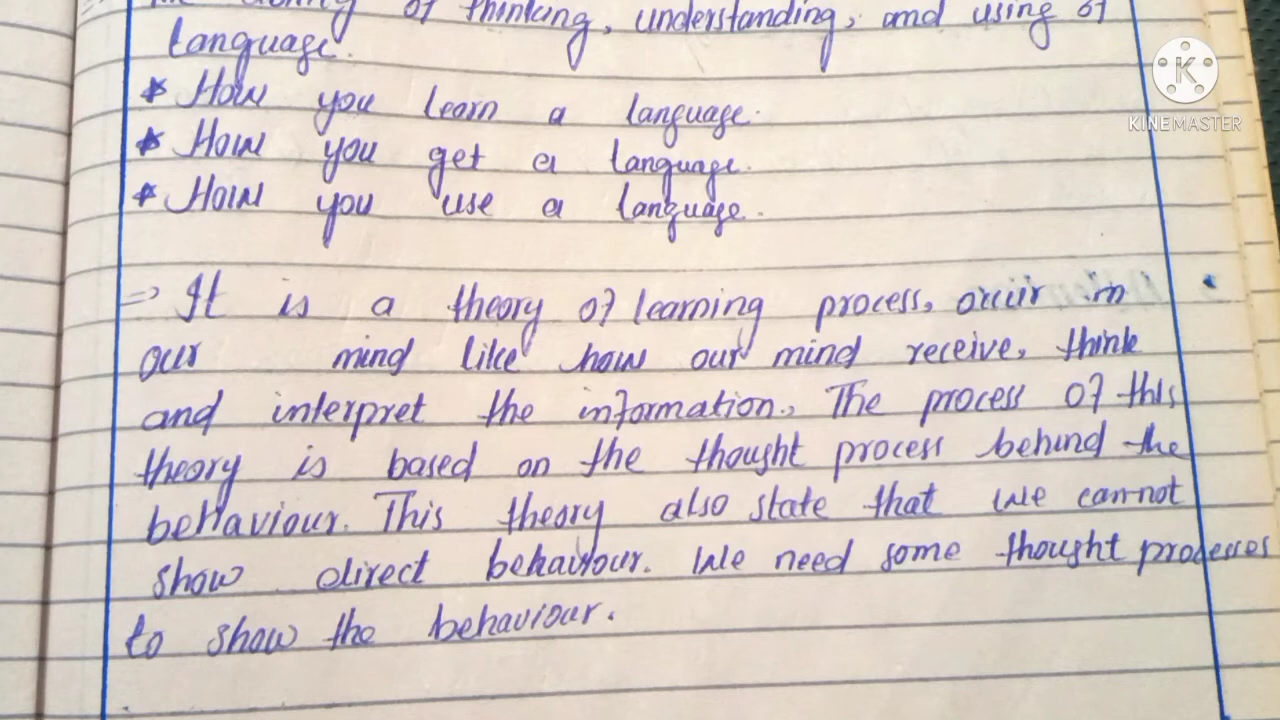 of thinking, understanding, and using of
language.
* How you learn a language.
* How you get a language.
* How you use a language.
KINEMASTER
=> It is a theory of learning process, occur in
our mind like how our mind receive, think
and interpret the information. The process of this
theory is based on the thought process behind the
behaviour. This theory also state that we cannot
show direct behaviour. We need some thought processes
to show the behaviour.